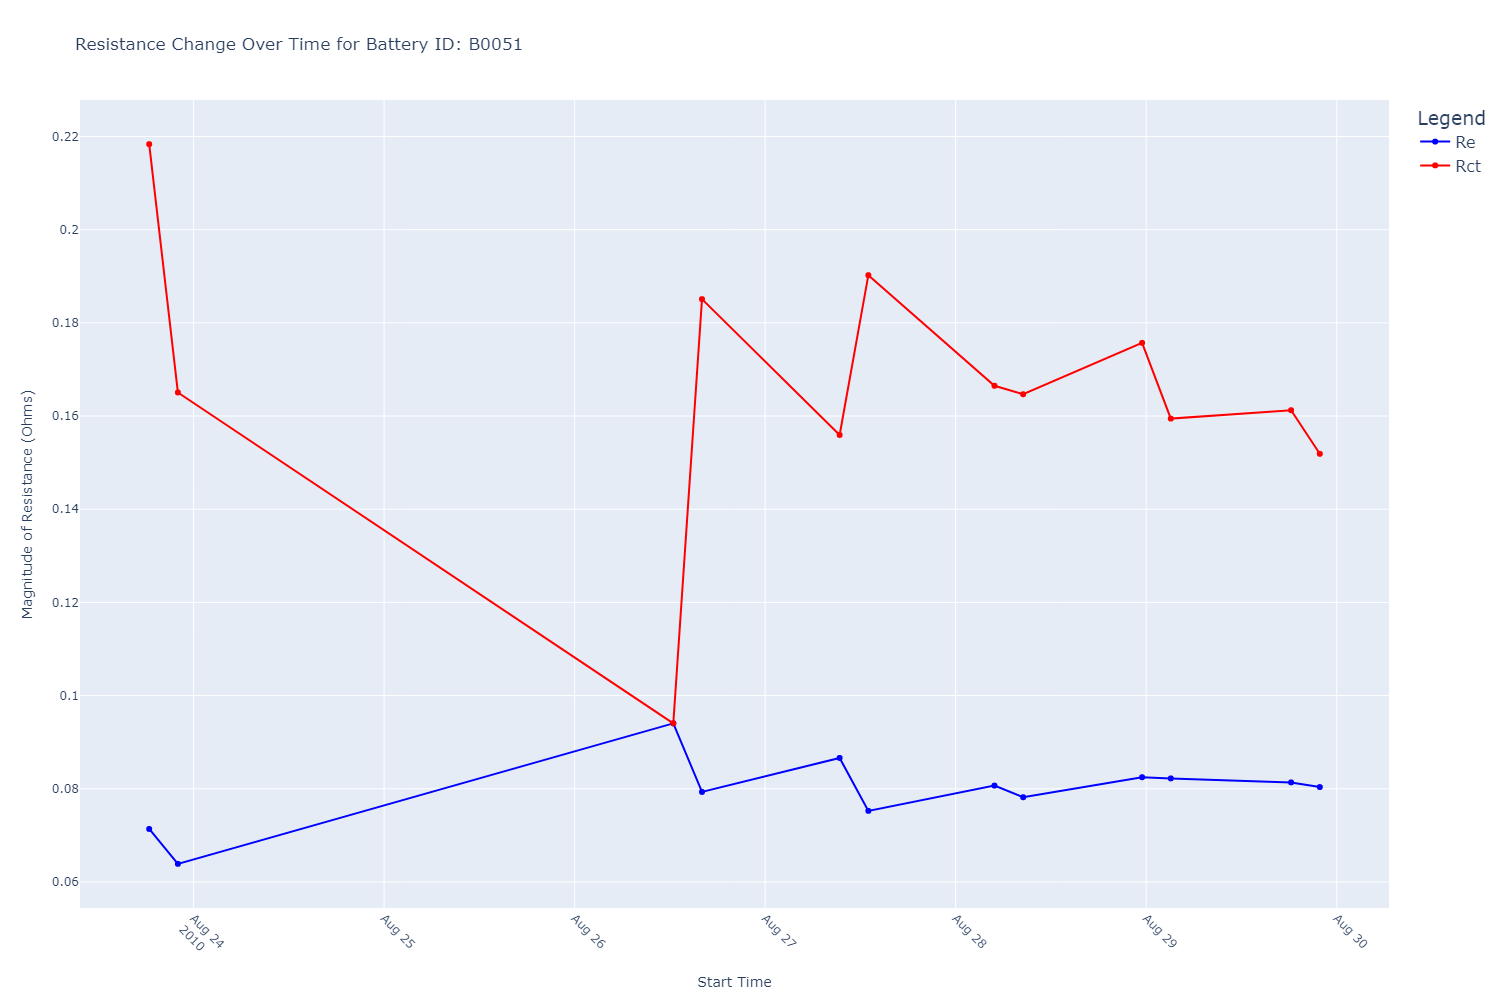 Resistance Change Over Time for Battery ID: B0051
Legend
Re
Rct
Magnitude of Resistance (Ohms)
0.22
0.2
0.18
0.16
0.14
0.12
0.1
0.08
0.06
Aug 24
2010
Aug 25
Aug 26
Aug 27
Aug 28
Aug 29
Aug 30
Start Time